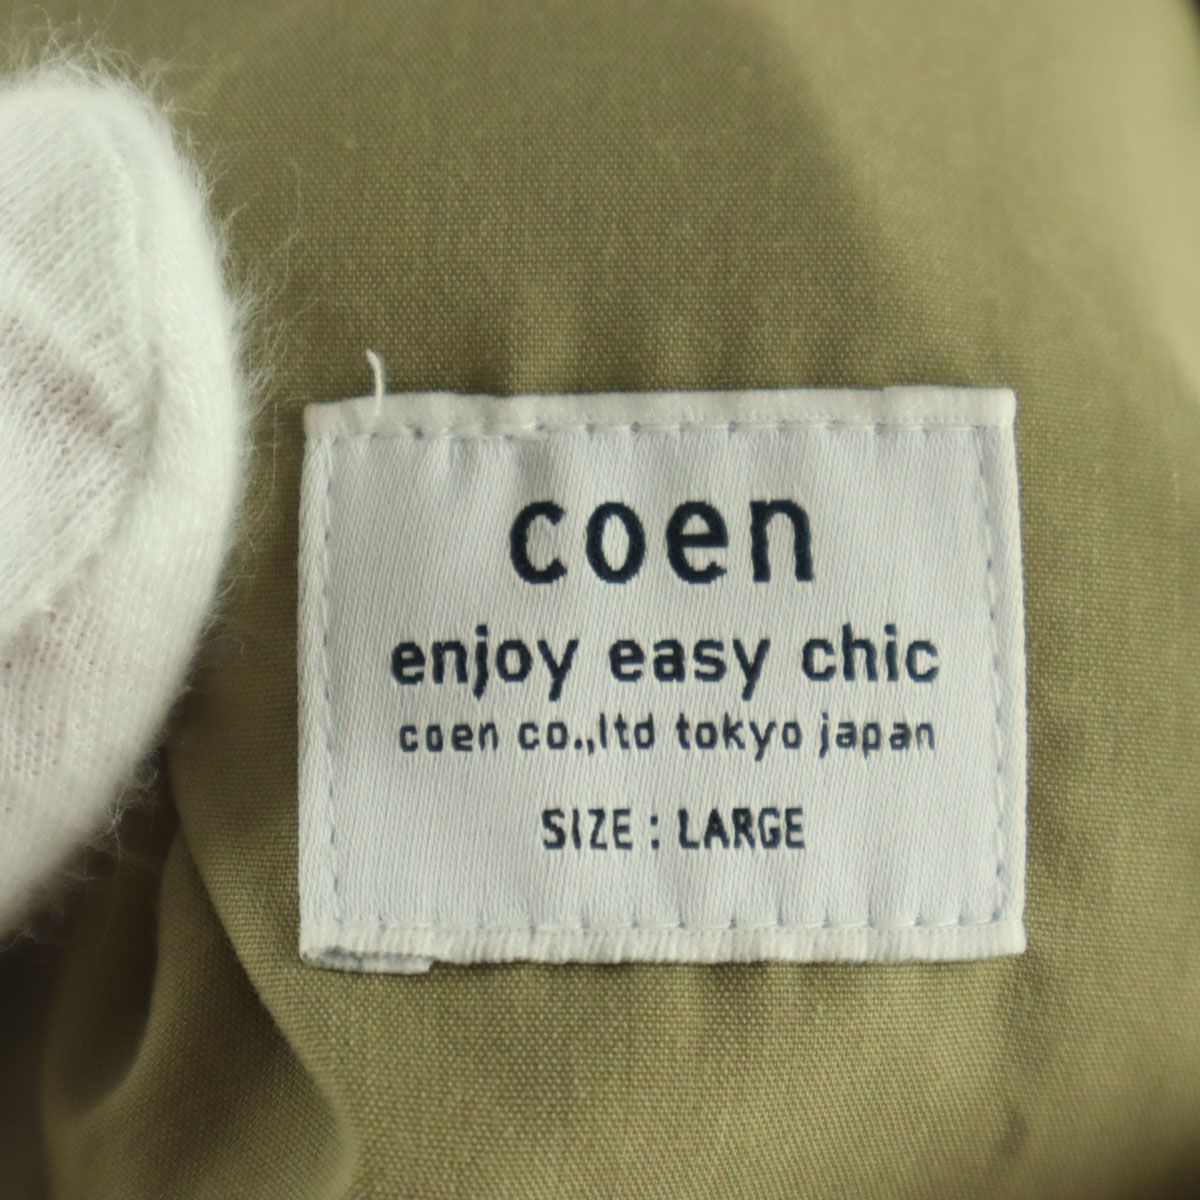 coen
enjoy easy chic
coen co.,ltd tokyo japan
SIZE : LARGE